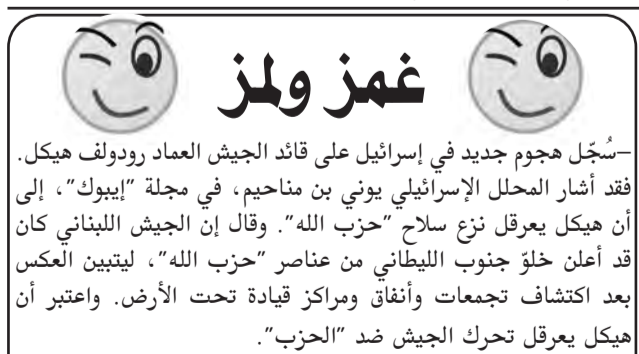 غمز ولمز
–سُجّل هجوم جديد في إسرائيل على قائد الجيش العماد رودولف هيكل.
فقد أشار المحلل الإسرائيلي يوني بن مناحيم، في مجلة "إيبوك"، إلى
أن هيكل يعرقل نزع سلاح "حزب الله". وقال إن الجيش اللبناني كان
قد أعلن خلوّ جنوب الليطاني من عناصر "حزب الله"، ليتبين العكس
بعد اكتشاف تجمعات وأنفاق ومراكز قيادة تحت الأرض. واعتبر أن
هيكل يعرقل تحرك الجيش ضد "الحزب".